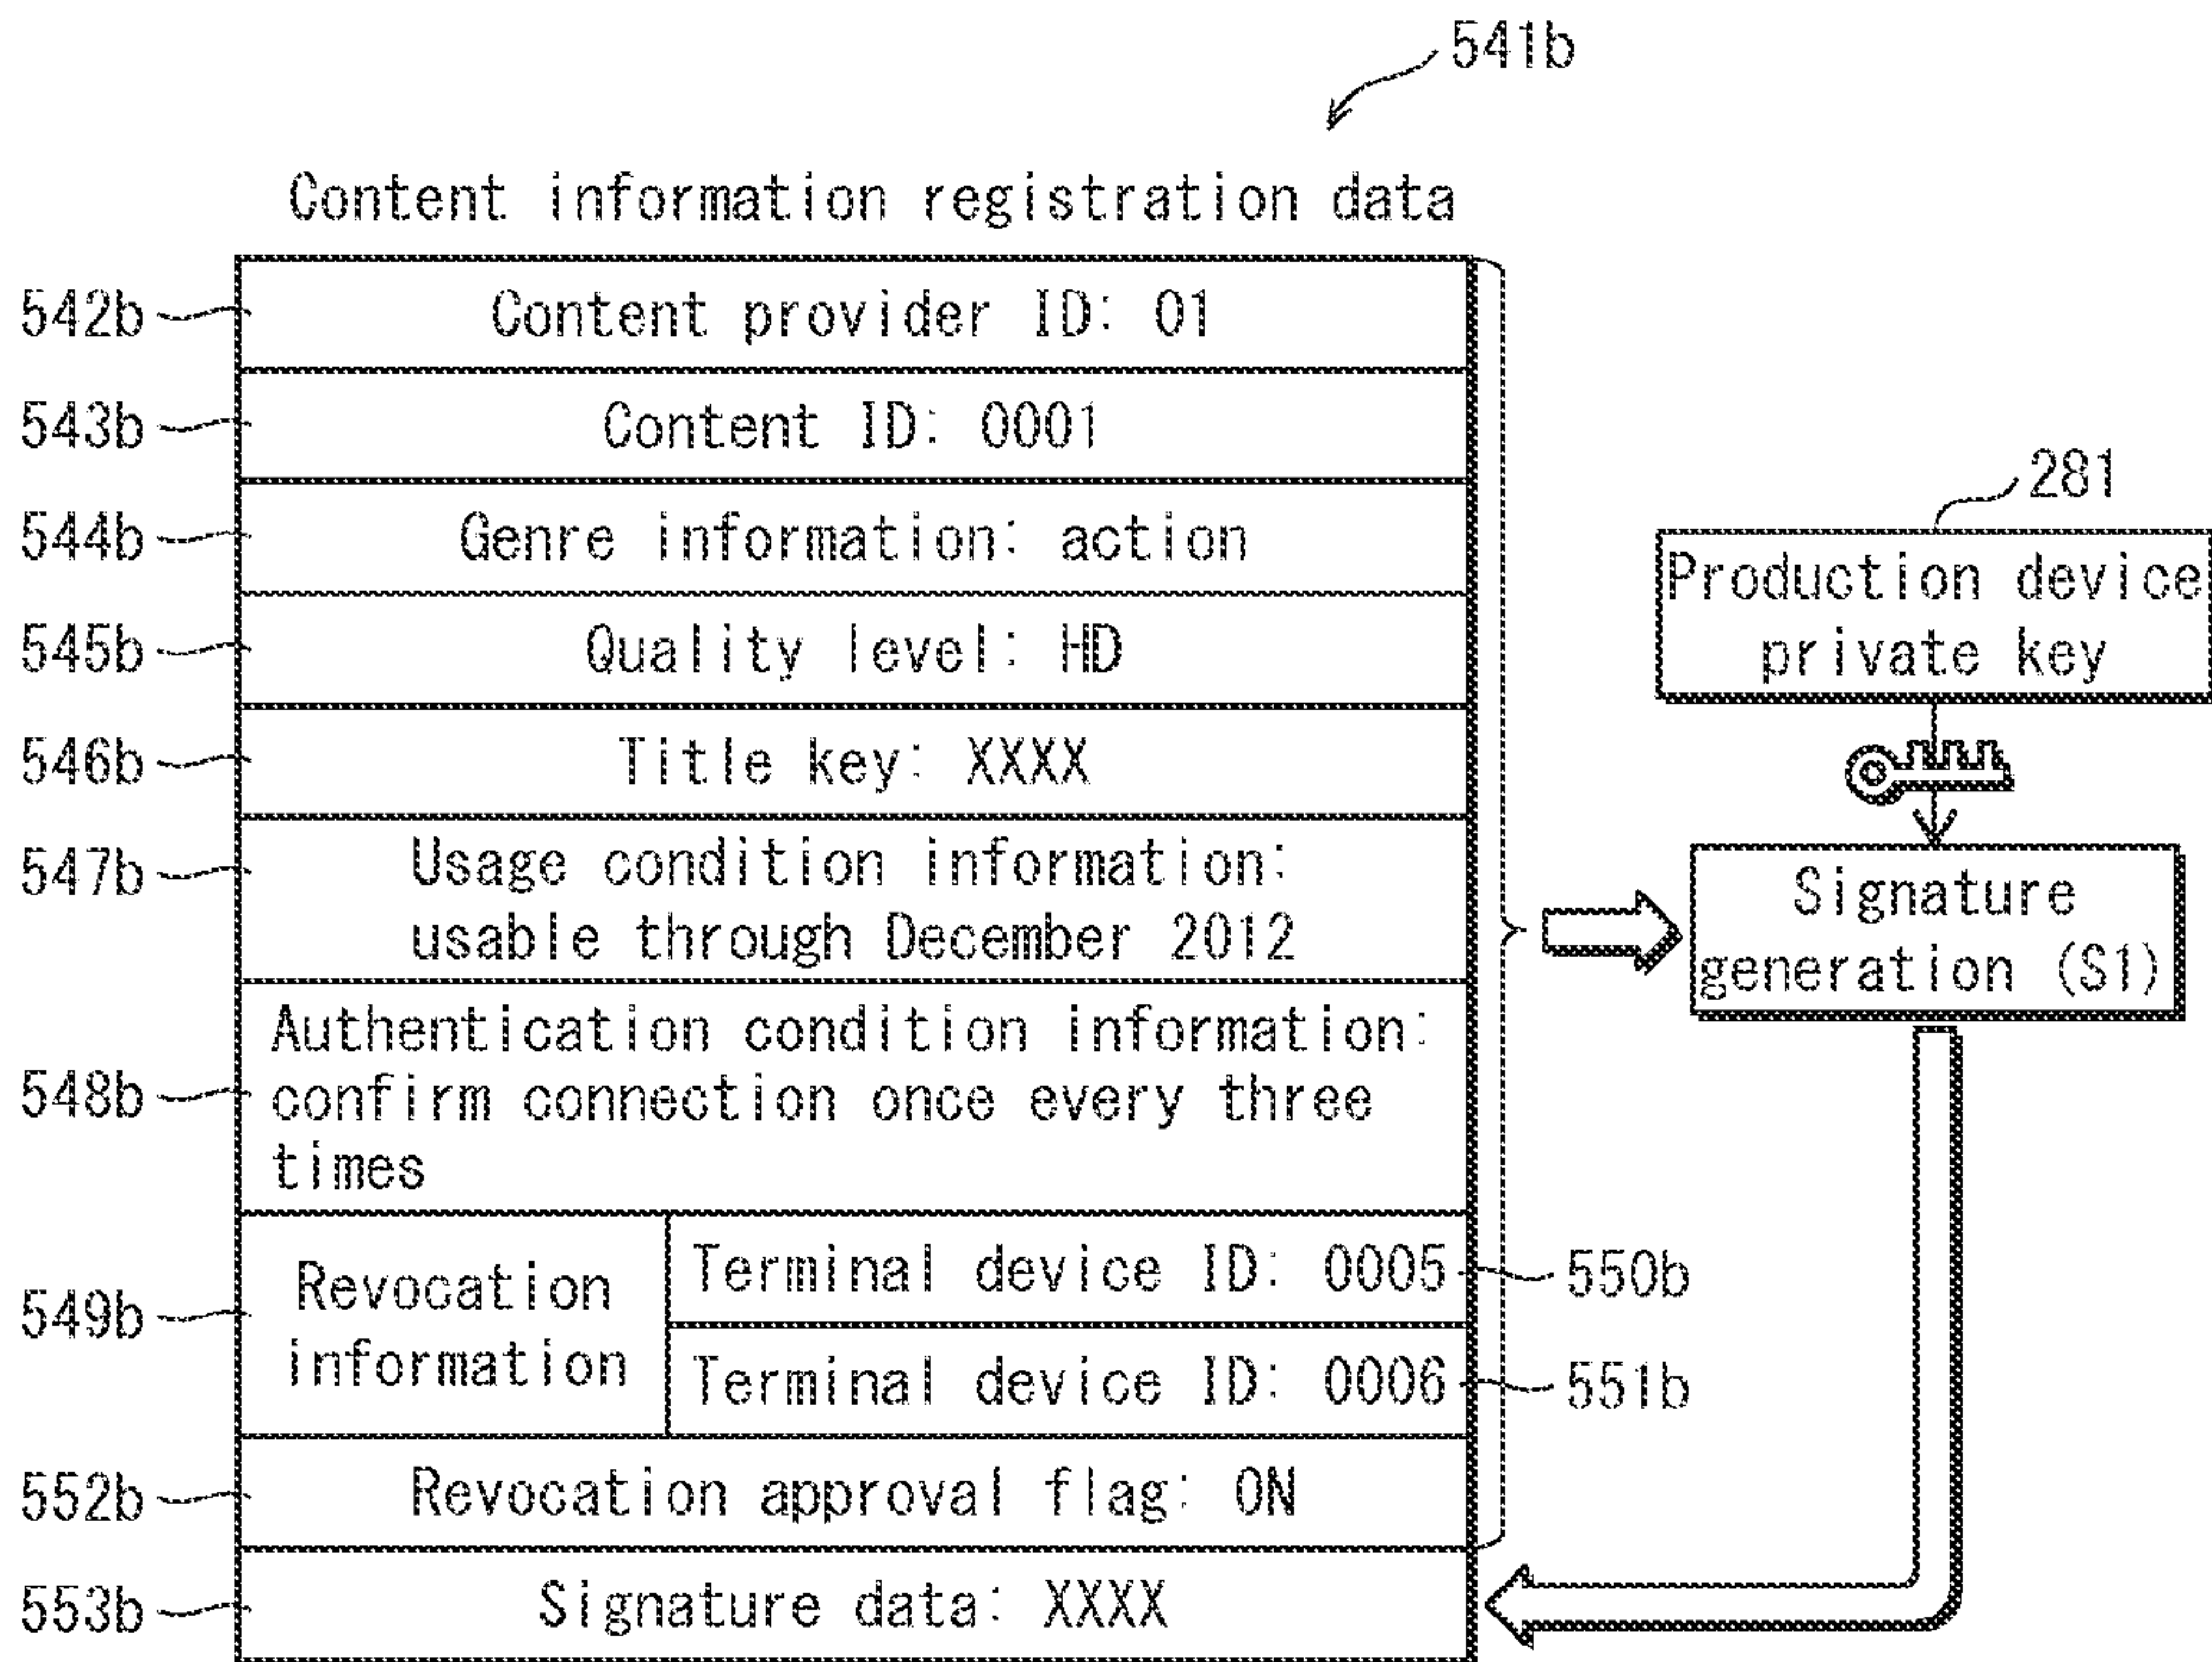 541b
Content information registration data
542b
Content provider ID: 01
543b
Content ID: 0001
544b
Genre information: action
545b
Quality level: HD
546b
Title key: XXXX
547b
Usage condition information:
usable through December 2012
548b
Authentication condition information:
confirm connection once every three
times
549b
Revocation
information
Terminal device ID: 0005
550b
Terminal device ID: 0006
551b
552b
Revocation approval flag: ON
553b
Signature data: XXXX
281
Production device
private key
Signature
generation (S1)